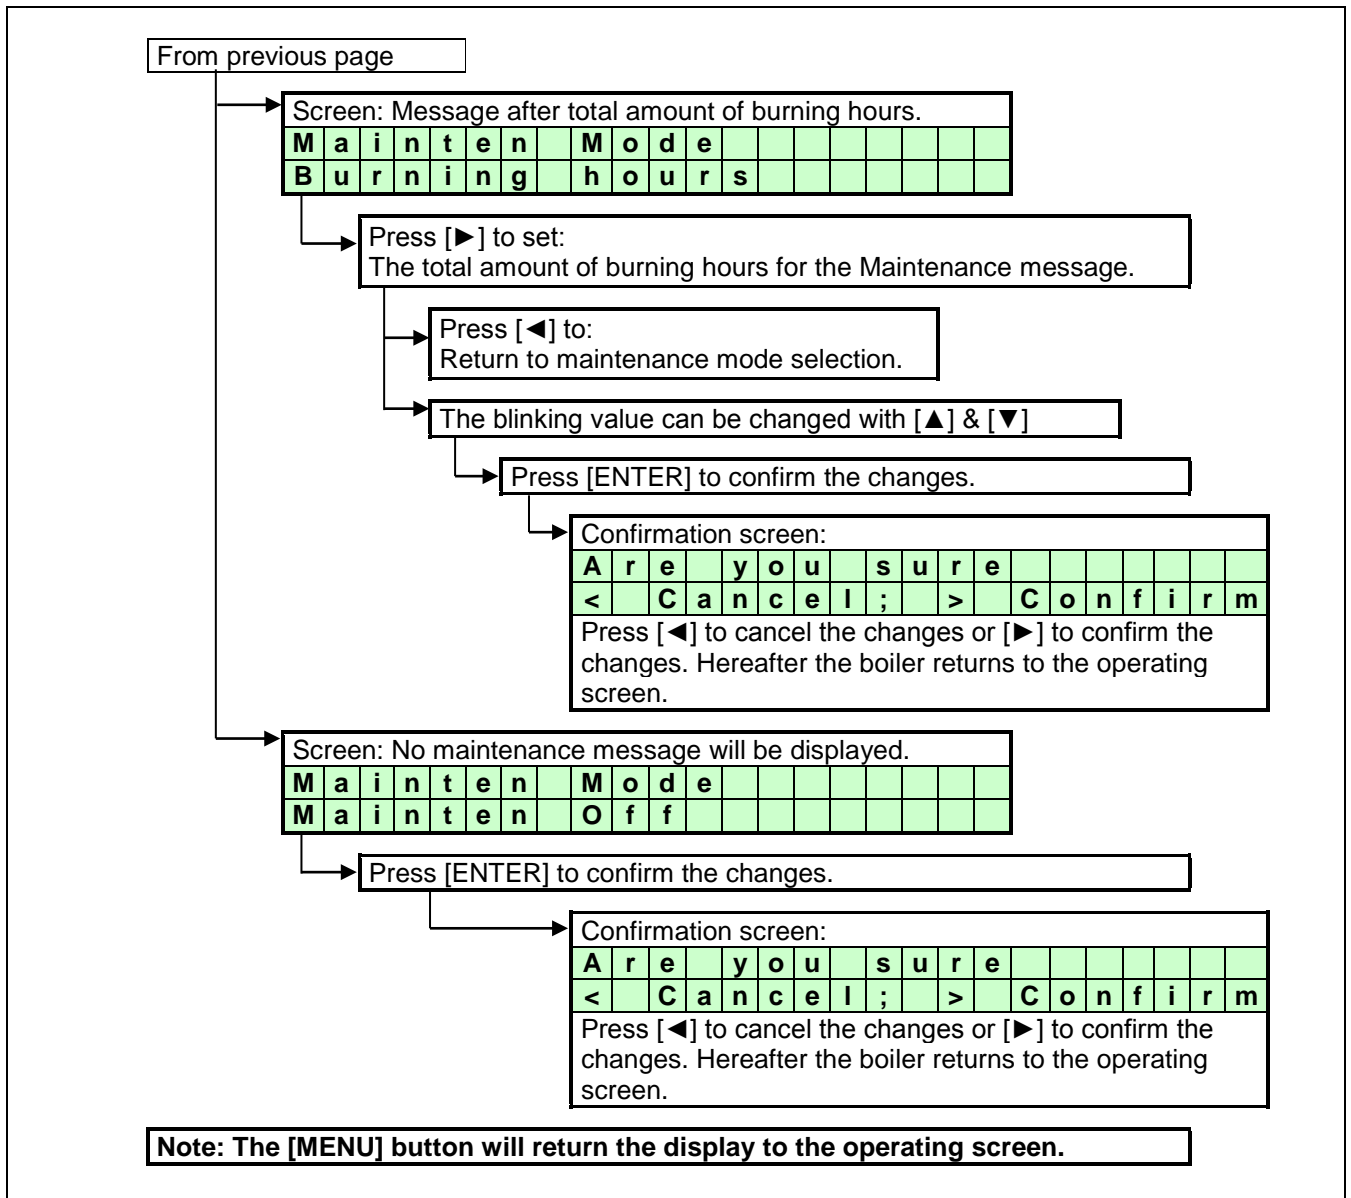 From previous page
Screen: Message after total amount of burning hours.
Mainten Mode
Burning hours
Press [►] to set:
The total amount of burning hours for the Maintenance message.
Press [◄] to:
Return to maintenance mode selection.
The blinking value can be changed with [▲] & [▼]
Press [ENTER] to confirm the changes.
Confirmation screen:
Are you sure
< Cancel; > Confirm
Press [◄] to cancel the changes or [►] to confirm the
changes. Hereafter the boiler returns to the operating
screen.
Screen: No maintenance message will be displayed.
Mainten Mode
Mainten Off
Press [ENTER] to confirm the changes.
Confirmation screen:
Are you sure
< Cancel; > Confirm
Press [◄] to cancel the changes or [►] to confirm the
changes. Hereafter the boiler returns to the operating
screen.
Note: The [MENU] button will return the display to the operating screen.